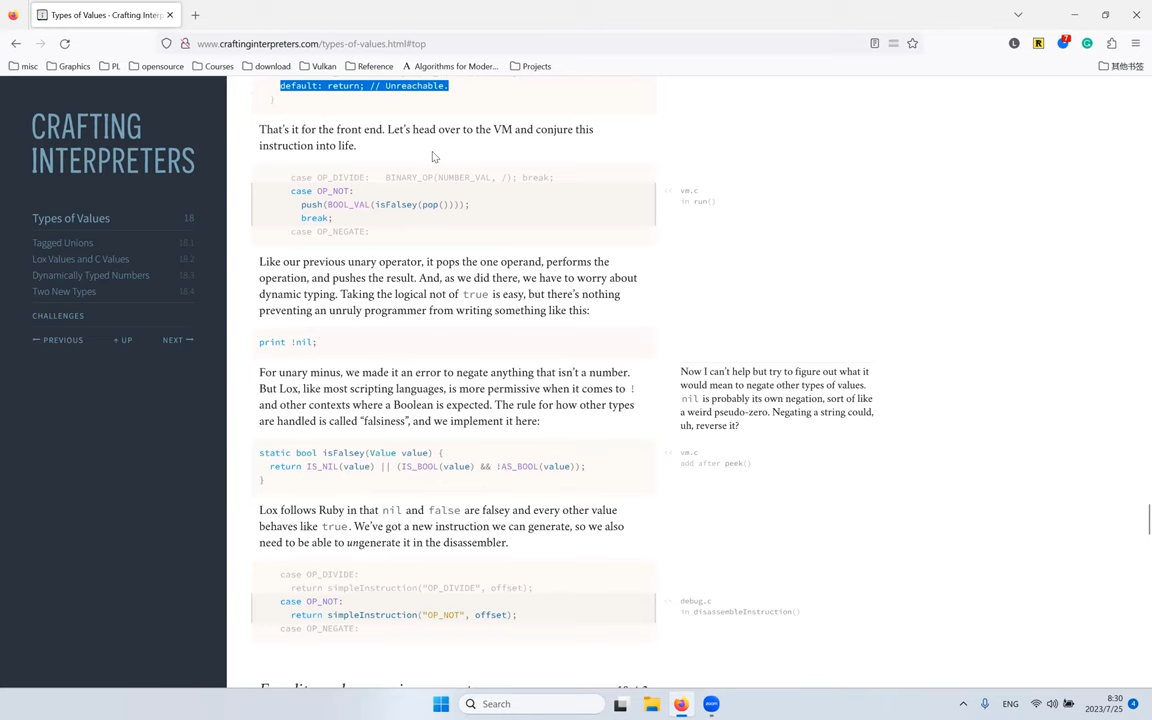 Types of Values · Crafting Interp
www.craftinginterpreters.com/types-of-values.html#top
7
misc
Graphics
PL
opensource
Courses
download
Vulkan
Reference
Algorithms for Moder...
Projects
其他书签
CRAFTING
INTERPRETERS
Types of Values 18
Tagged Unions 18.1
Lox Values and C Values 18.2
Dynamically Typed Numbers 18.3
Two New Types 18.4
CHALLENGES
← PREVIOUS ↑ UP NEXT →
default: return; // Unreachable.
}
That's it for the front end. Let's head over to the VM and conjure this
instruction into life.
case OP_DIVIDE: BINARY_OP(NUMBER_VAL, /); break;
case OP_NOT:
push(BOOL_VAL(isFalsey(pop())));
break;
case OP_NEGATE:
vm.c
in run()
Like our previous unary operator, it pops the one operand, performs the
operation, and pushes the result. And, as we did there, we have to worry about
dynamic typing. Taking the logical not of true is easy, but there's nothing
preventing an unruly programmer from writing something like this:
print !nil;
For unary minus, we made it an error to negate anything that isn't a number.
But Lox, like most scripting languages, is more permissive when it comes to !
and other contexts where a Boolean is expected. The rule for how other types
are handled is called “falsiness”, and we implement it here:
Now I can't help but try to figure out what it
would mean to negate other types of values.
nil is probably its own negation, sort of like
a weird pseudo-zero. Negating a string could,
uh, reverse it?
static bool isFalsey(Value value) {
return IS_NIL(value) || (IS_BOOL(value) && !AS_BOOL(value));
}
vm.c
add after peek()
Lox follows Ruby in that nil and false are falsey and every other value
behaves like true. We've got a new instruction we can generate, so we also
need to be able to ungenerate it in the disassembler.
case OP_DIVIDE:
return simpleInstruction("OP_DIVIDE", offset);
case OP_NOT:
return simpleInstruction("OP_NOT", offset);
case OP_NEGATE:
debug.c
in disassembleInstruction()
Search
ENG
8:30
2023/7/25
4